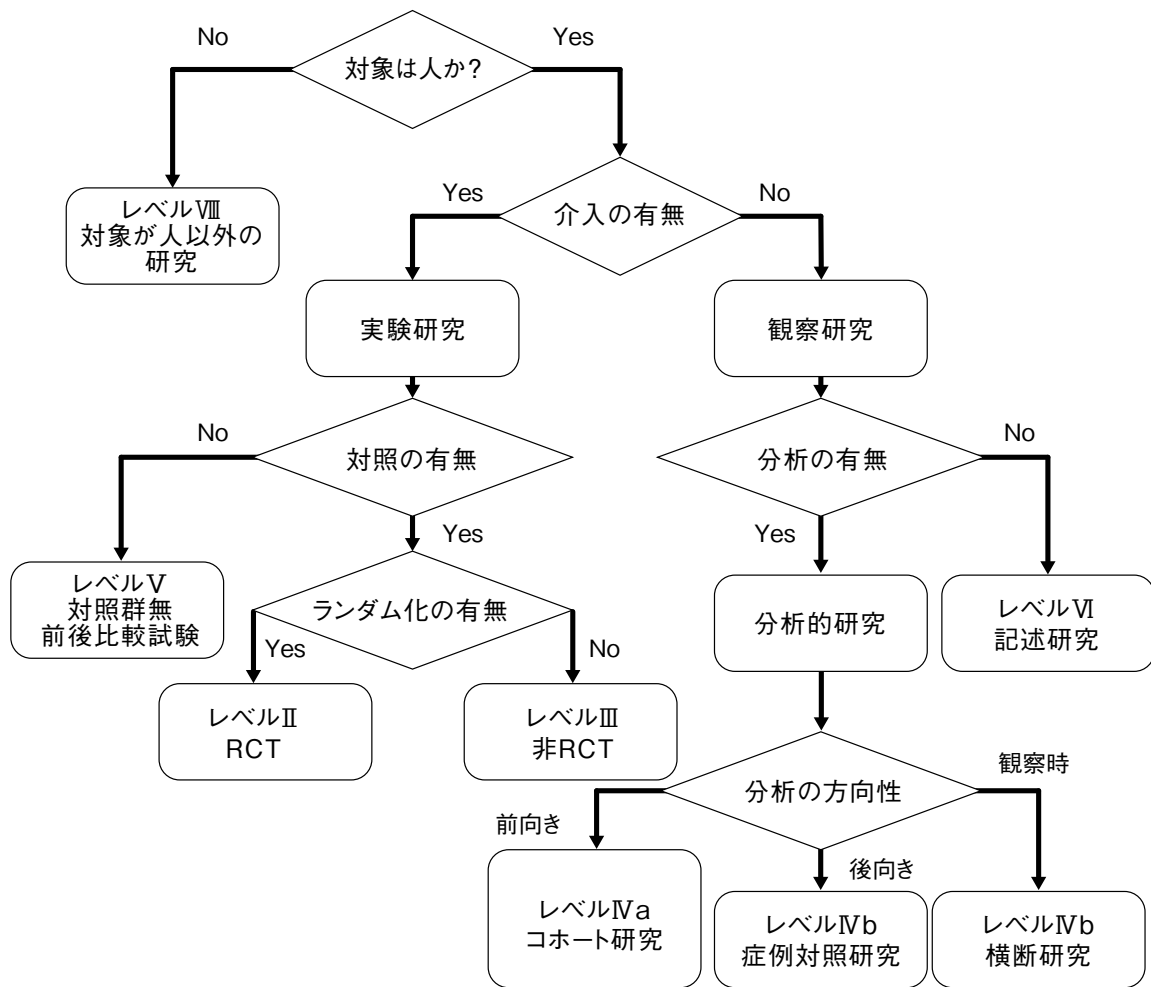 No
Yes
対象は人か?
レベルⅧ
対象が人以外の
研究
Yes
No
介入の有無
実験研究
観察研究
No
対照の有無
分析の有無
No
Yes
Yes
レベルⅤ
対照群無
前後比較試験
ランダム化の有無
Yes
No
分析的研究
レベルⅥ
記述研究
レベルⅡ
RCT
レベルⅢ
非RCT
分析の方向性
観察時
前向き
後向き
レベルⅣa
コホート研究
レベルⅣb
症例対照研究
レベルⅣb
横断研究